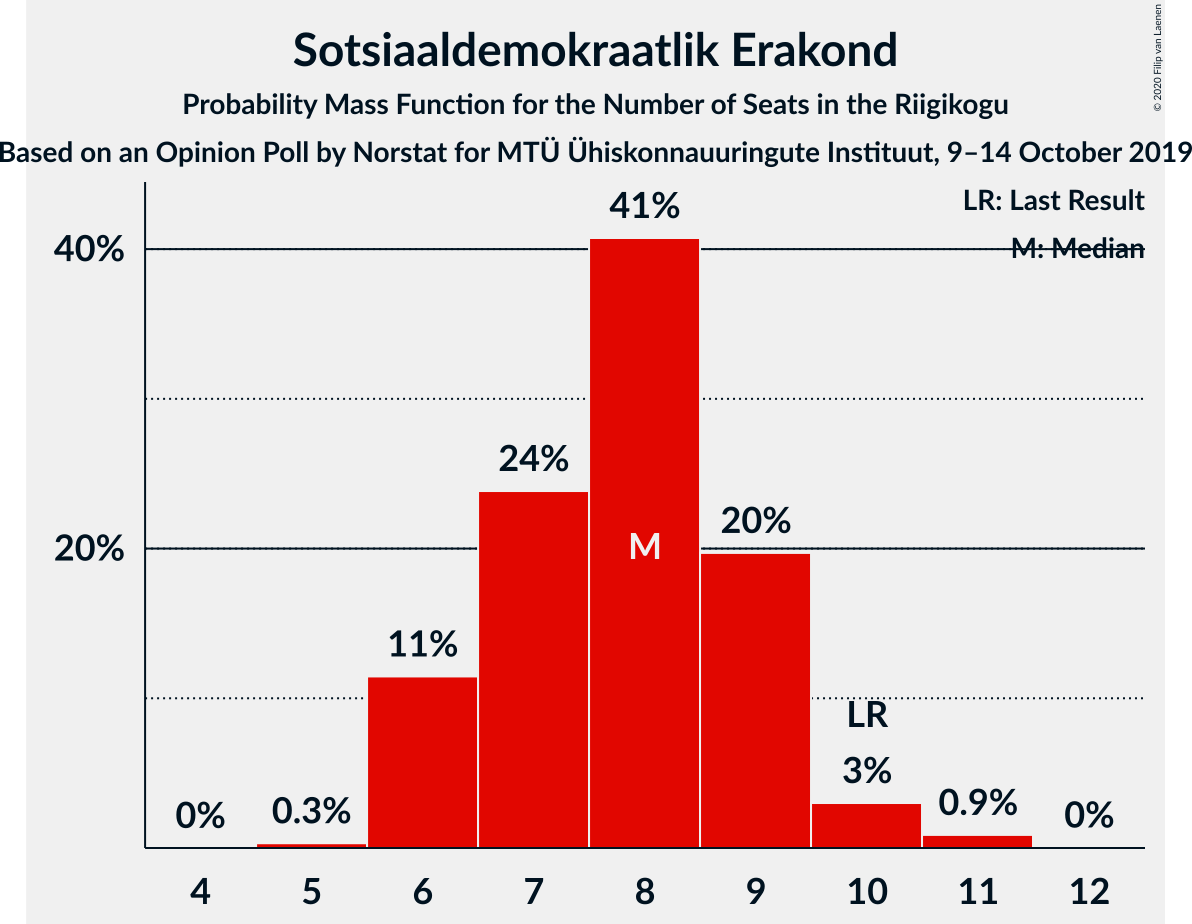 Sotsiaaldemokraatlik Erakond
Probability Mass Function for the Number of Seats in the Riigikogu
Based on an Opinion Poll by Norstat for MTÜ Ühiskonnauuringute Instituut, 9–14 October 2019
© 2020 Filip van Laenen
LR: Last Result
M: Median
41%
40%
24%
20%
20%
M
11%
LR
3%
0%
0.3%
0.9%
0%
4 5 6 7 8 9 10 11 12